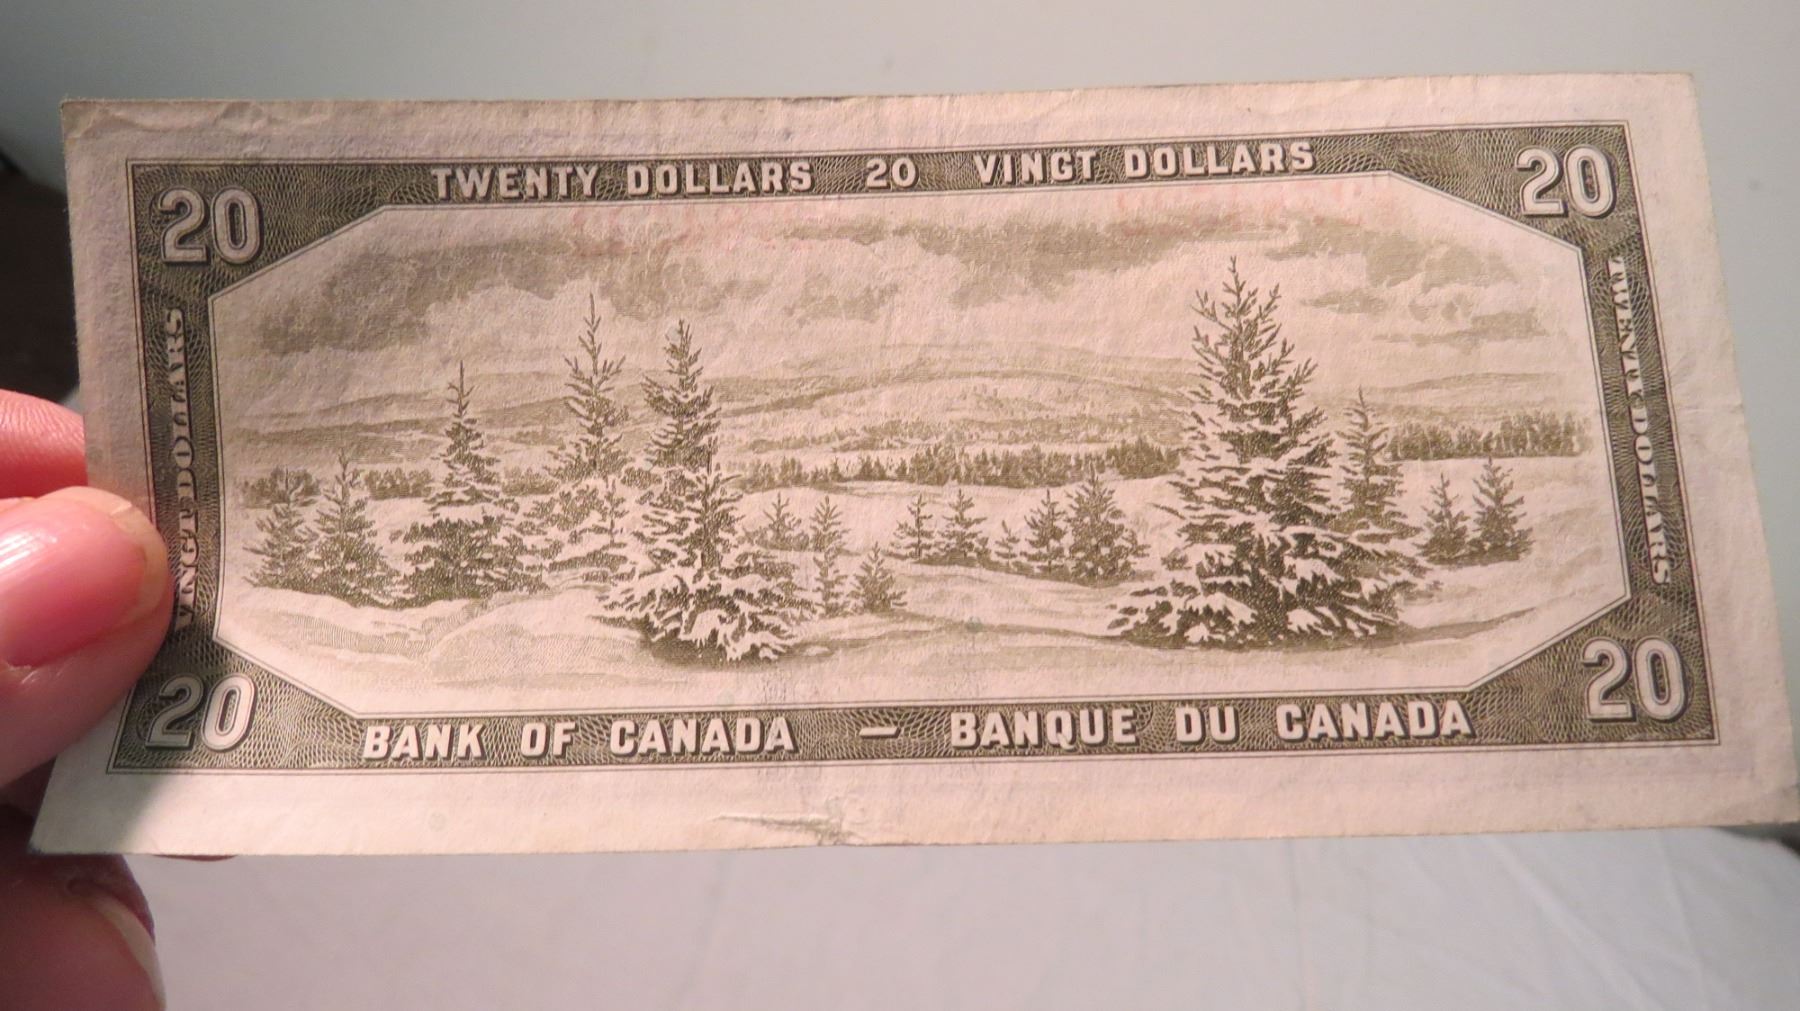 TWENTY DOLLARS 20 VINGT DOLLARS
20
20
VINGT DOLLARS
TWENTY DOLLARS
20
20
BANK OF CANADA — BANQUE DU CANADA